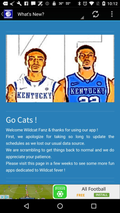 10:12
What's New?
KENTUCKY
KENTUCKY
Go Cats !
Welcome Wildcat Fans & thanks for using our app !
First, we apologize for taking so long to update the
schedules as we lost our usual data source.
We are scrambling to get things back to normal and we do
appreciate your patience.
Please visit this page in a few weeks to see some more fun
apps dedicated to Wildcat fans !
All Football